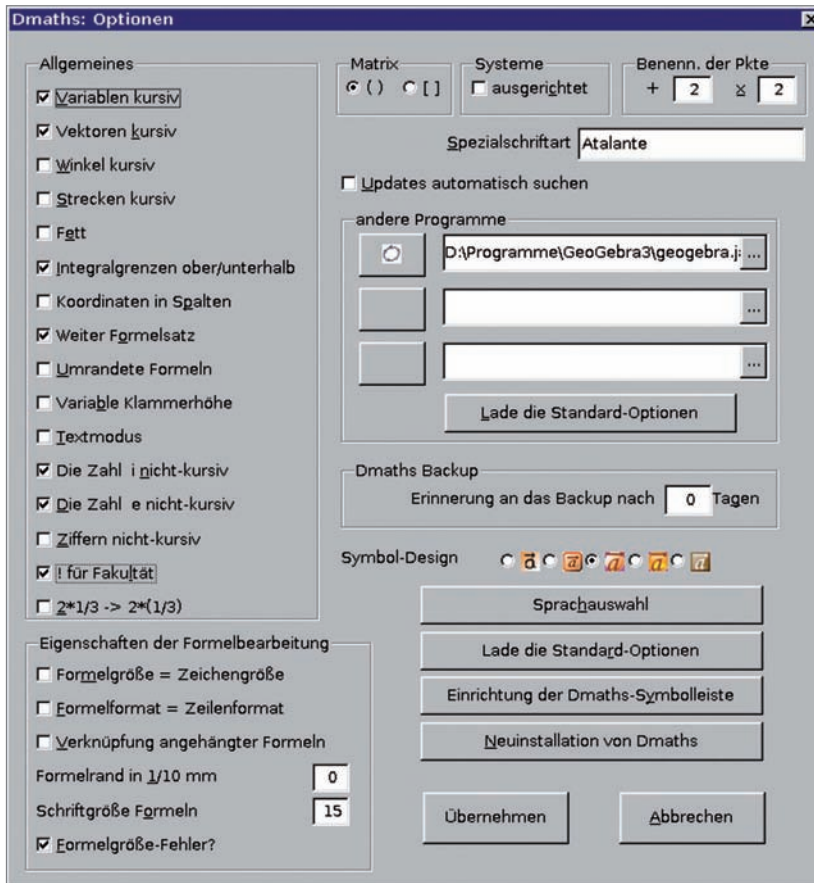 Dmaths: Optionen
Allgemeines
Variablen kursiv
Vektoren kursiv
Winkel kursiv
Strecken kursiv
Fett
Integralgrenzen ober/unterhalb
Koordinaten in Spalten
Weiter Formelsatz
Umrandete Formeln
Variable Klammerhöhe
Textmodus
Die Zahl i nicht-kursiv
Die Zahl e nicht-kursiv
Ziffern nicht-kursiv
! für Fakultät
2*1/3 -> 2*(1/3)
Eigenschaften der Formelbearbeitung
Formelgröße = Zeichengröße
Formelformat = Zeilenformat
Verknüpfung angehängter Formeln
Formelrand in 1/10 mm 0
Schriftgröße Formeln 15
Formelgröße-Fehler?
Matrix
( ) [ ]
Systeme
ausgerichtet
Benenn. der Pkte
+ 2 x 2
Spezialschriftart Atalante
Updates automatisch suchen
andere Programme
D:\Programme\GeoGebra3\geogebra.j ...
...
...
Lade die Standard-Optionen
Dmaths Backup
Erinnerung an das Backup nach 0 Tagen
Symbol-Design a a a a a
Sprachauswahl
Lade die Standard-Optionen
Einrichtung der Dmaths-Symbolleiste
Neuinstallation von Dmaths
Übernehmen
Abbrechen